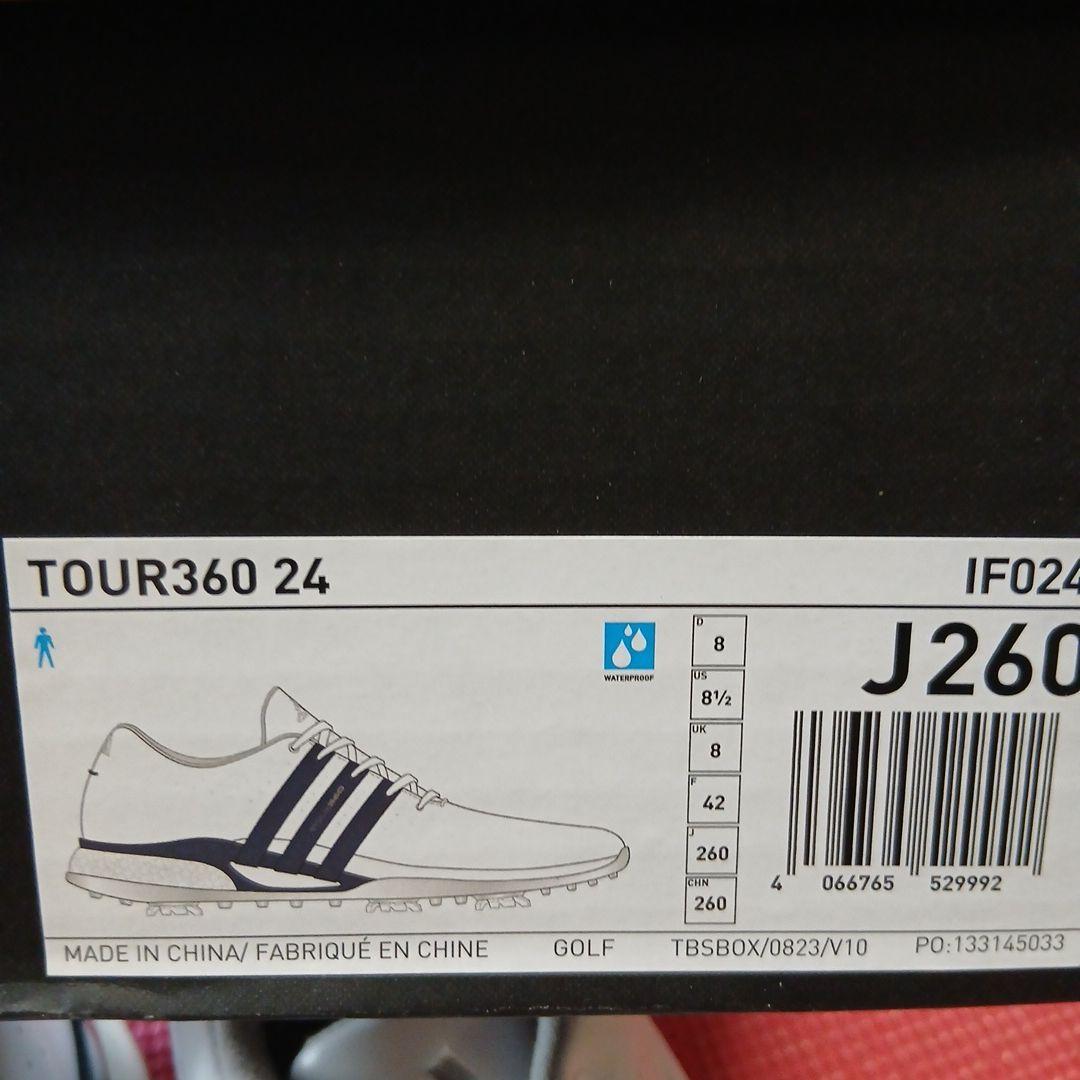 TOUR360 24
IF024
WATERPROOF
D
8
US
8½
UK
8
F
42
J
260
CHN
260
J260
4 066765 529992
MADE IN CHINA/ FABRIQUÉ EN CHINE GOLF TBSBOX/0823/V10 PO:133145033